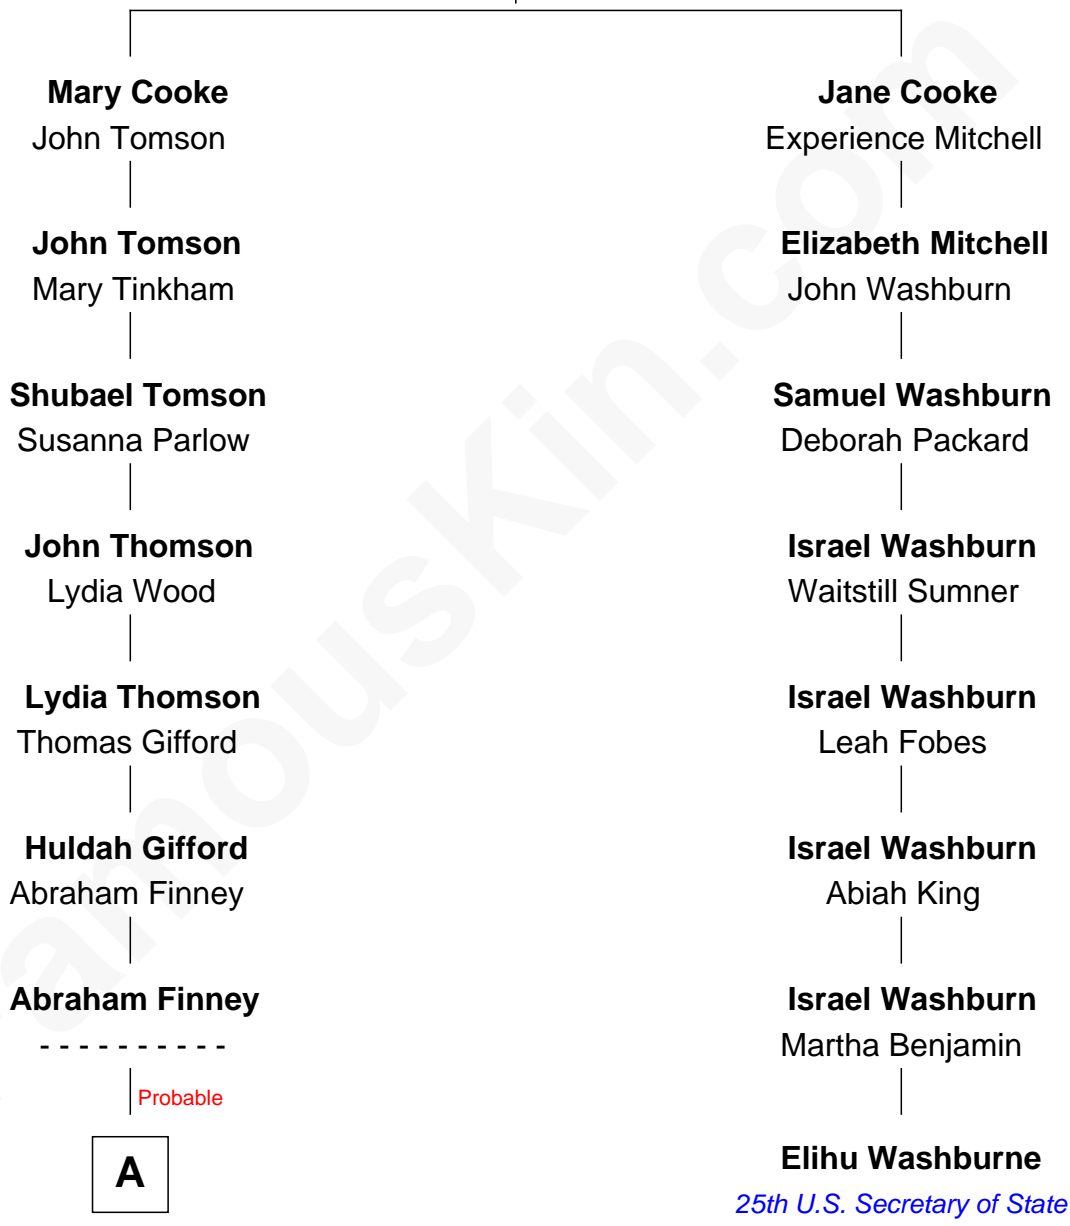 Mary Cooke
John Tomson
John Tomson
Mary Tinkham
Shubael Tomson
Susanna Parlow
John Thomson
Lydia Wood
Lydia Thomson
Thomas Gifford
Huldah Gifford
Abraham Finney
Abraham Finney
- - - - - - - - - -
Probable
A
Jane Cooke
Experience Mitchell
Elizabeth Mitchell
John Washburn
Samuel Washburn
Deborah Packard
Israel Washburn
Waitstill Sumner
Israel Washburn
Leah Fobes
Israel Washburn
Abiah King
Israel Washburn
Martha Benjamin
Elihu Washburne
25th U.S. Secretary of State
amouskin.com